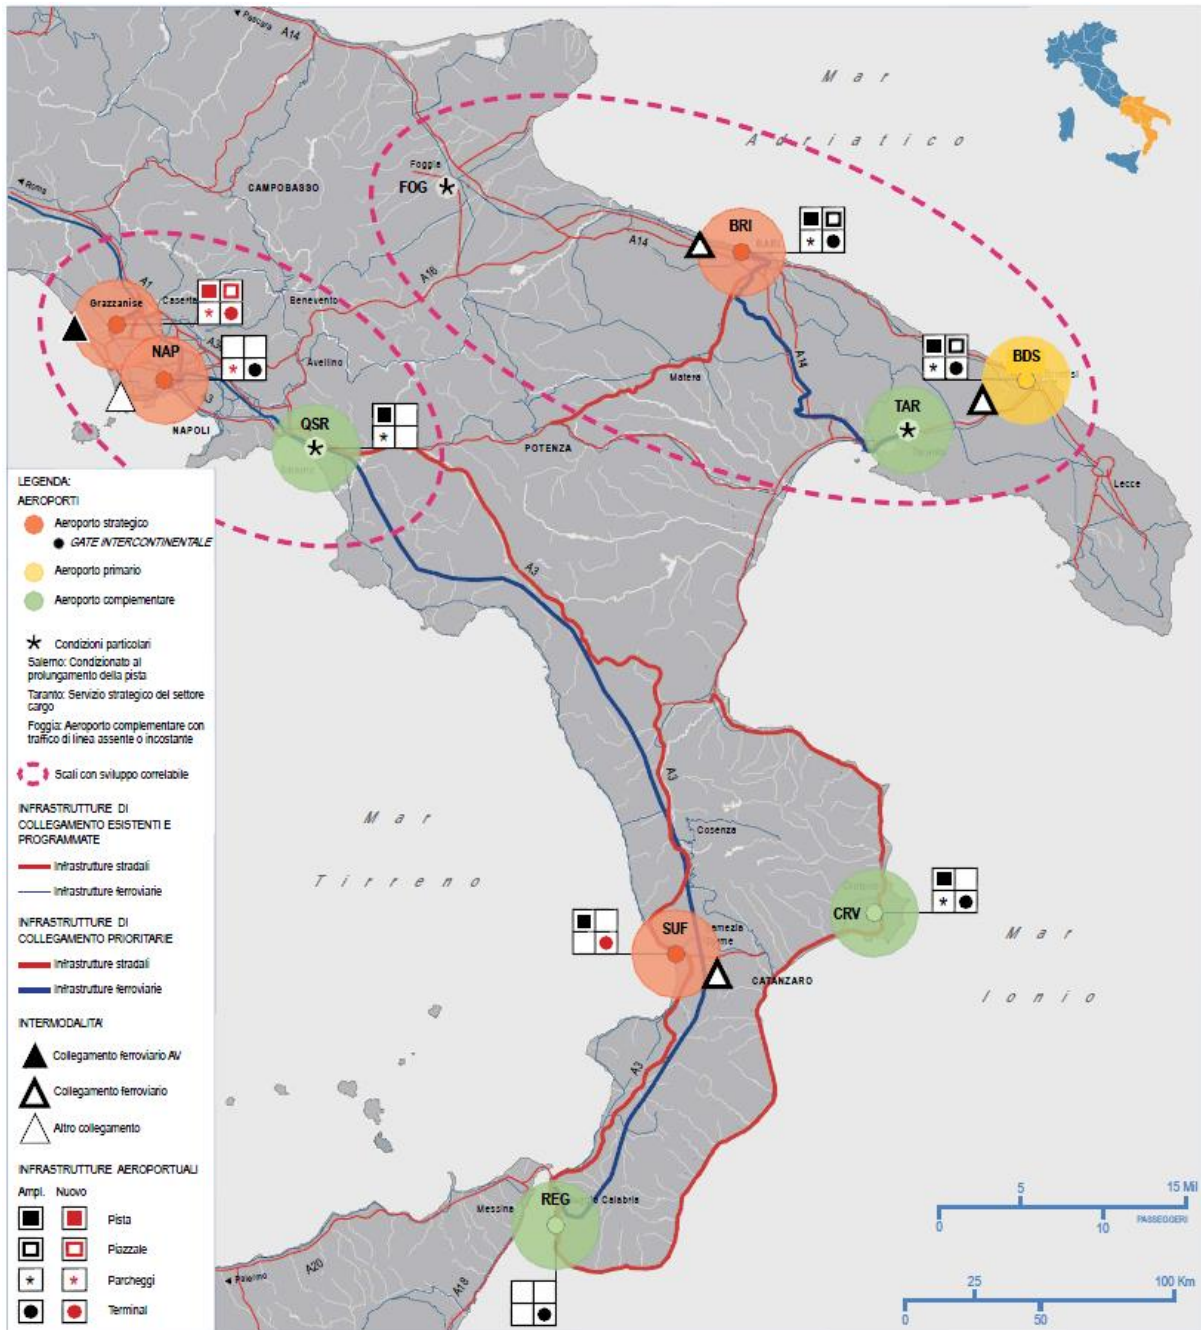 Pescara
A14
Mar
Adriatico
Roma
CAMPOBASSO
Foggia
FOG
BRI
A14
A16
A1
Grazzanise
Caserta
Benevento
NAP
A3
Avellino
A3
NAPOLI
QSR
Matera
A14
BDS
TAR
POTENZA
Lecce
LEGENDA:
AEROPORTI
Aeroporto strategico
GATE INTERCONTINENTALE
Aeroporto primario
Aeroporto complementare
Condizioni particolari
Salerno: Condizionato al
prolungamento della pista
Taranto: Servizio strategico del settore
cargo
Foggia: Aeroporto complementare con
traffico di linea assente o incostante
Scali con sviluppo correlabile
INFRASTRUTTURE DI
COLLEGAMENTO ESISTENTI E
PROGRAMMATE
Infrastrutture stradali
Infrastrutture ferroviarie
INFRASTRUTTURE DI
COLLEGAMENTO PRIORITARIE
Infrastrutture stradali
Infrastrutture ferroviarie
INTERMODALITA'
Collegamento ferroviario AV
Collegamento ferroviario
Altro collegamento
INFRASTRUTTURE AEROPORTUALI
Ampl. Nuovo
Pista
Piazzale
Parcheggi
Terminal
A3
A3
Mar
Tirreno
Cosenza
CRV
SUF
CATANZARO
Mar
Ionio
A3
REG
Calabria
Messina
Palermo
A20
A18
5 15 Mil
0 10 PASSEGGERI
25 100 Km
0 50